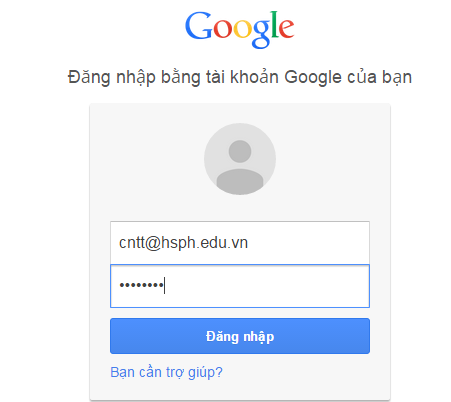 Google
Đăng nhập bằng tài khoản Google của bạn
cntt@hsph.edu.vn
••••••••
Đăng nhập
Bạn cần trợ giúp?